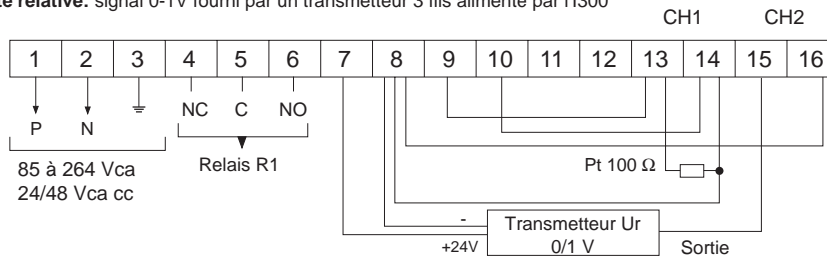 té relative: signal 0-1V fourni par un transmetteur 3 fils alimenté par l'I300
CH1 CH2
1 2 3 4 5 6 7 8 9 10 11 12 13 14 15 16
P N NC C NO
85 à 264 Vca
24/48 Vca cc
Relais R1
Pt 100 Ω
- Transmetteur Ur
+24V 0/1 V Sortie